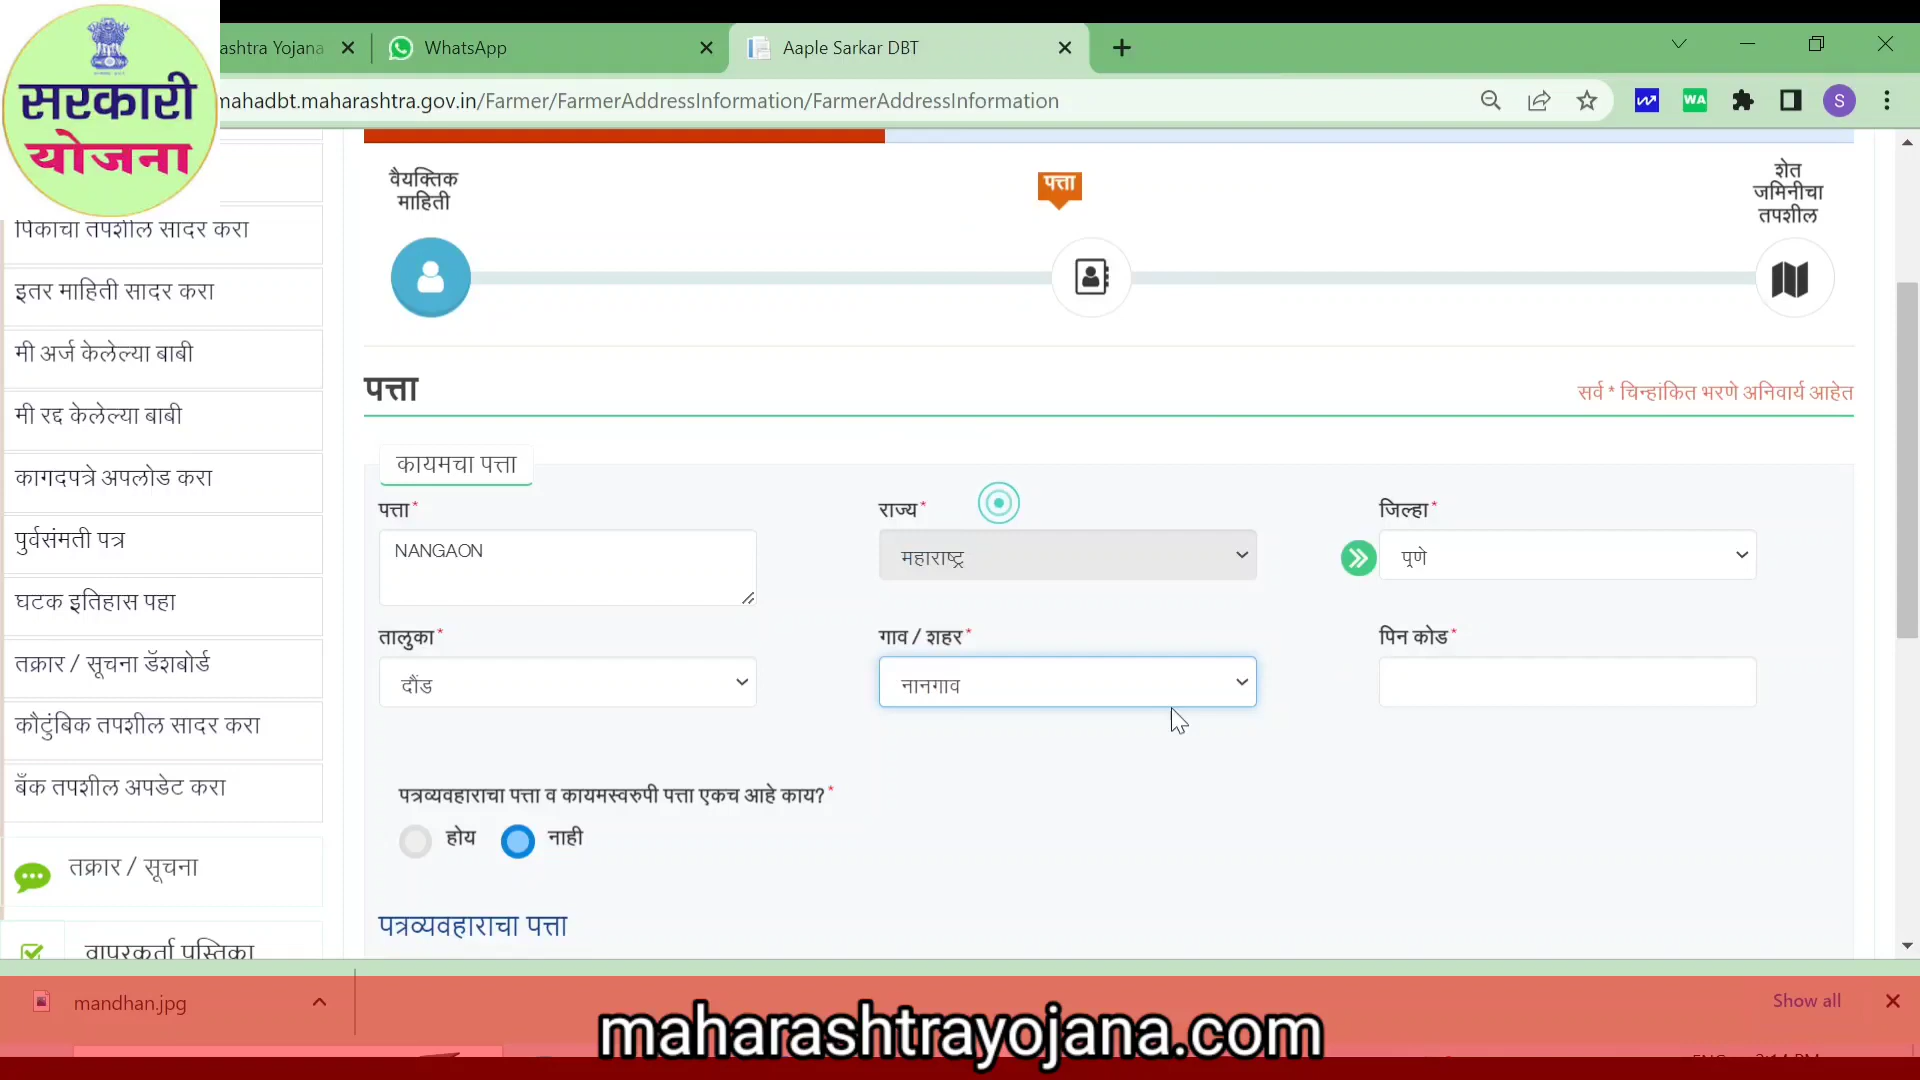 सरकारी
योजना
ashtra Yojana
WhatsApp
Aaple Sarkar DBT
mahadbt.maharashtra.gov.in/Farmer/FarmerAddressInformation/FarmerAddressInformation
WA
S
वैयक्तिक
माहिती
पत्ता
शेत
जमिनीचा
तपशील
पिकाचा तपशील सादर करा
इतर माहिती सादर करा
मी अर्ज केलेल्या बाबी
मी रद्द केलेल्या बाबी
कागदपत्रे अपलोड करा
पुर्वसंमती पत्र
घटक इतिहास पहा
तक्रार / सूचना डॅशबोर्ड
कौटुंबिक तपशील सादर करा
बँक तपशील अपडेट करा
तक्रार / सूचना
वापरकर्ता पुस्तिका
पत्ता
सर्व * चिन्हांकित भरणे अनिवार्य आहेत
कायमचा पत्ता
पत्ता*
राज्य*
जिल्हा*
NANGAON
महाराष्ट्र
पुणे
तालुका*
गाव / शहर*
पिन कोड*
दौंड
नानगाव
पत्रव्यवहाराचा पत्ता व कायमस्वरुपी पत्ता एकच आहे काय?*
होय
नाही
पत्रव्यवहाराचा पत्ता
mandhan.jpg
Show all
maharashtrayojana.com